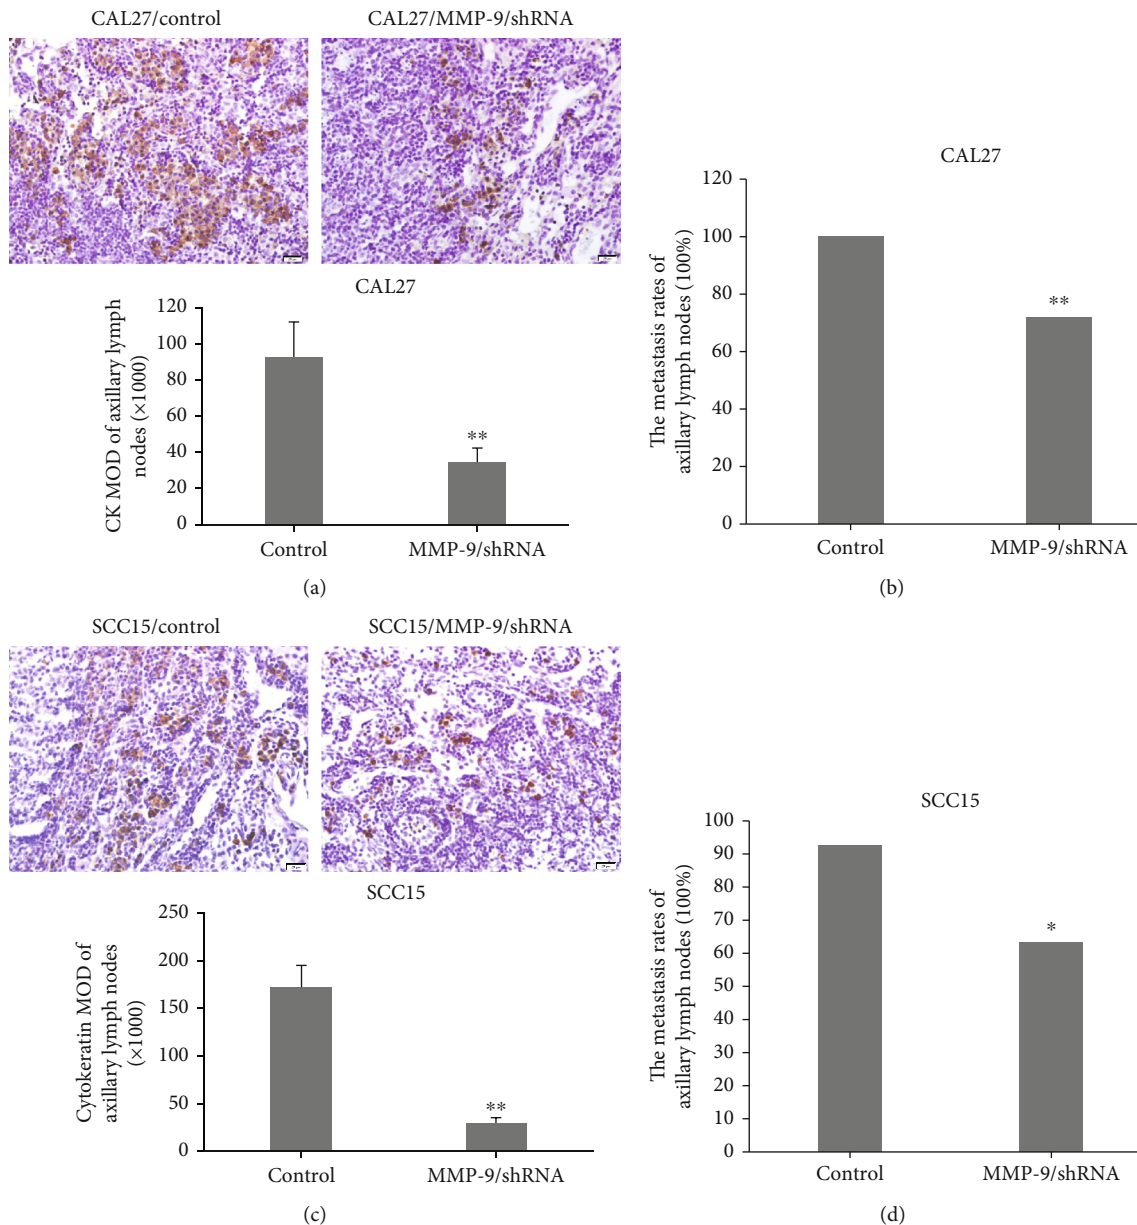 CAL27/control
CAL27/MMP-9/shRNA
CAL27
CK MOD of axillary lymph
nodes (×1000)
120
100
80
60
40
20
0
**
Control
MMP-9/shRNA
(a)
CAL27
The metastasis rates of
axillary lymph nodes (100%)
120
100
80
60
40
20
0
**
Control
MMP-9/shRNA
(b)
SCC15/control
SCC15/MMP-9/shRNA
SCC15
Cytokeratin MOD of
axillary lymph nodes
(×1000)
250
200
150
100
50
0
**
Control
MMP-9/shRNA
(c)
SCC15
The metastasis rates of
axillary lymph nodes (100%)
100
90
80
70
60
50
40
30
20
10
0
*
Control
MMP-9/shRNA
(d)